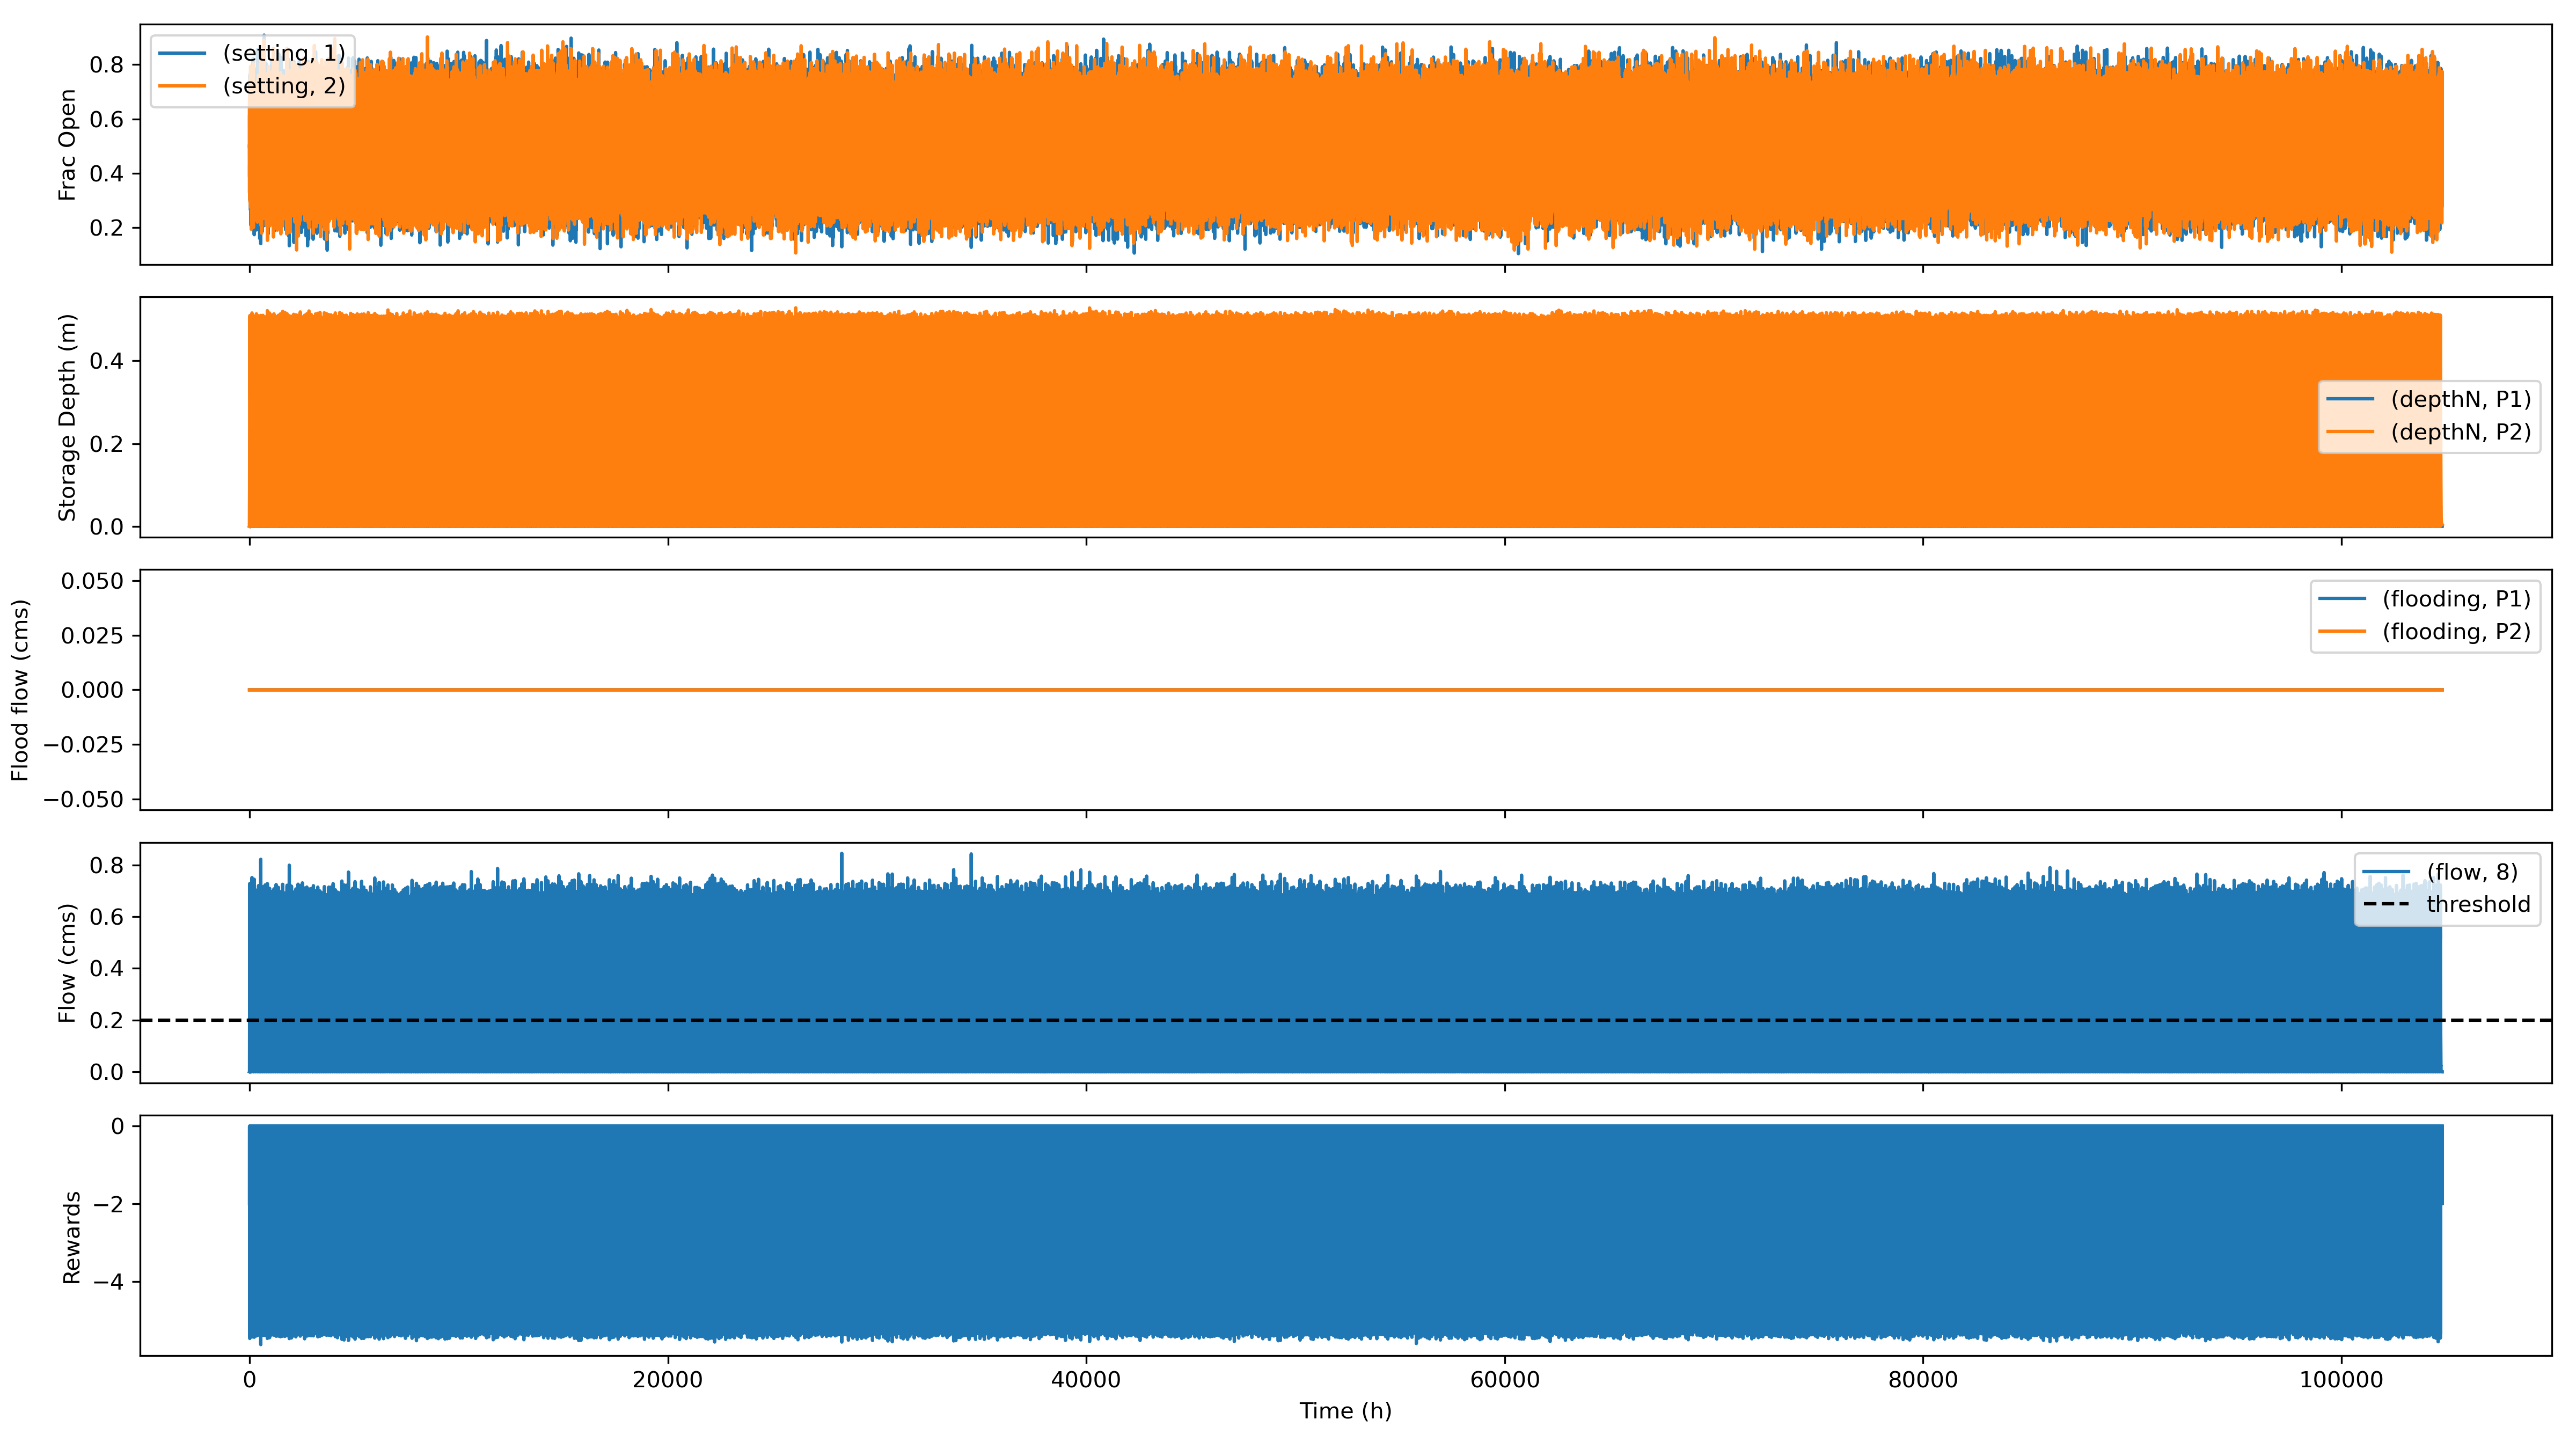 Frac Open
0.8
0.6
0.4
0.2
(setting, 1)
(setting, 2)
Storage Depth (m)
0.4
0.2
0.0
(depthN, P1)
(depthN, P2)
Flood flow (cms)
0.050
0.025
0.000
−0.025
−0.050
(flooding, P1)
(flooding, P2)
Flow (cms)
0.8
0.6
0.4
0.2
0.0
(flow, 8)
threshold
Rewards
0
−2
−4
0
20000
40000
60000
80000
100000
Time (h)